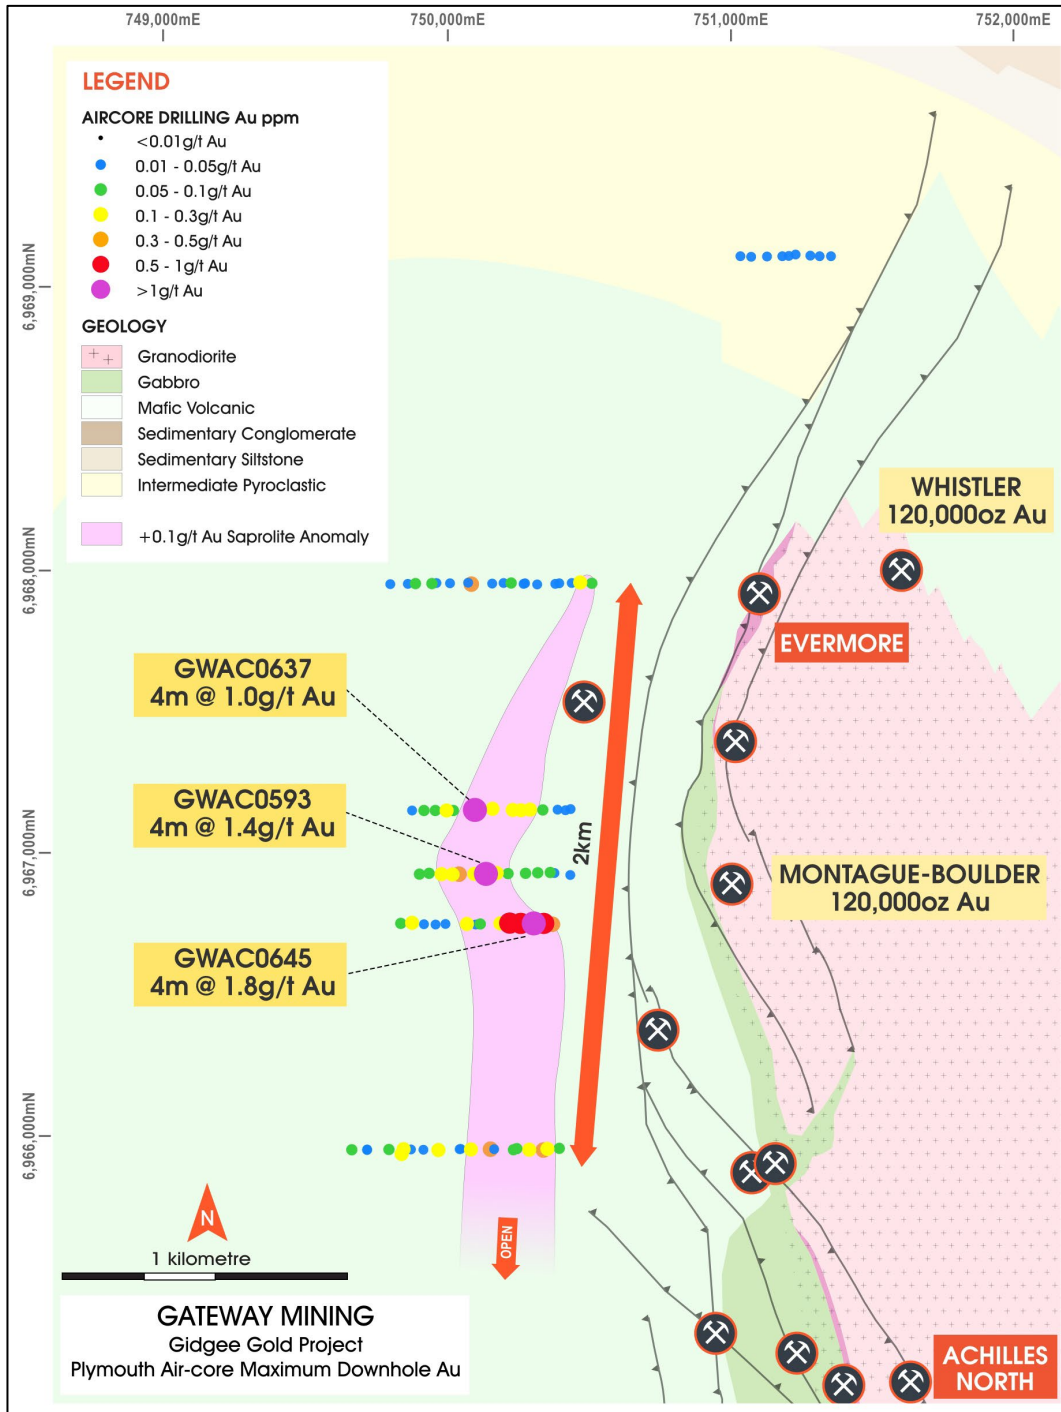 749,000mE
750,000mE
751,000mE
752,000mE
LEGEND
AIRCORE DRILLING Au ppm
<0.01g/t Au
0.01 - 0.05g/t Au
0.05 - 0.1g/t Au
0.1 - 0.3g/t Au
0.3 - 0.5g/t Au
0.5 - 1g/t Au
>1g/t Au
GEOLOGY
Granodiorite
Gabbro
Mafic Volcanic
Sedimentary Conglomerate
Sedimentary Siltstone
Intermediate Pyroclastic
+0.1g/t Au Saprolite Anomaly
6,969,000mN
6,968,000mN
6,967,000mN
6,966,000mN
WHISTLER
120,000oz Au
EVERMORE
GWAC0637
4m @ 1.0g/t Au
GWAC0593
4m @ 1.4g/t Au
2km
MONTAGUE-BOULDER
120,000oz Au
GWAC0645
4m @ 1.8g/t Au
N
OPEN
1 kilometre
GATEWAY MINING
Gidgee Gold Project
Plymouth Air-core Maximum Downhole Au
ACHILLES
NORTH